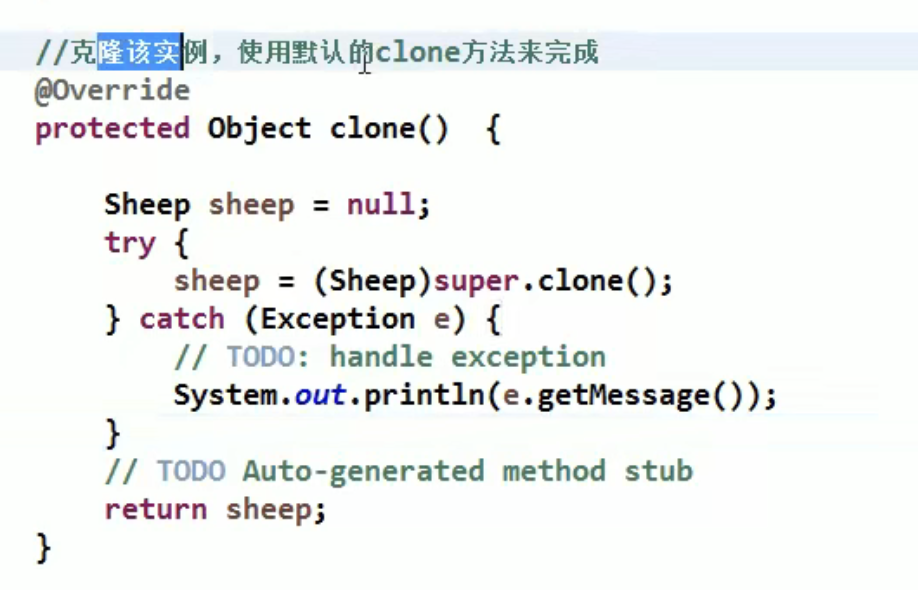 //克隆该实例，使用默认的clone方法来完成
@Override
protected Object clone()  {
Sheep sheep = null;
try {
sheep = (Sheep)super.clone();
} catch (Exception e) {
// TODO: handle exception
System.out.println(e.getMessage());
}
// TODO Auto-generated method stub
return sheep;
}